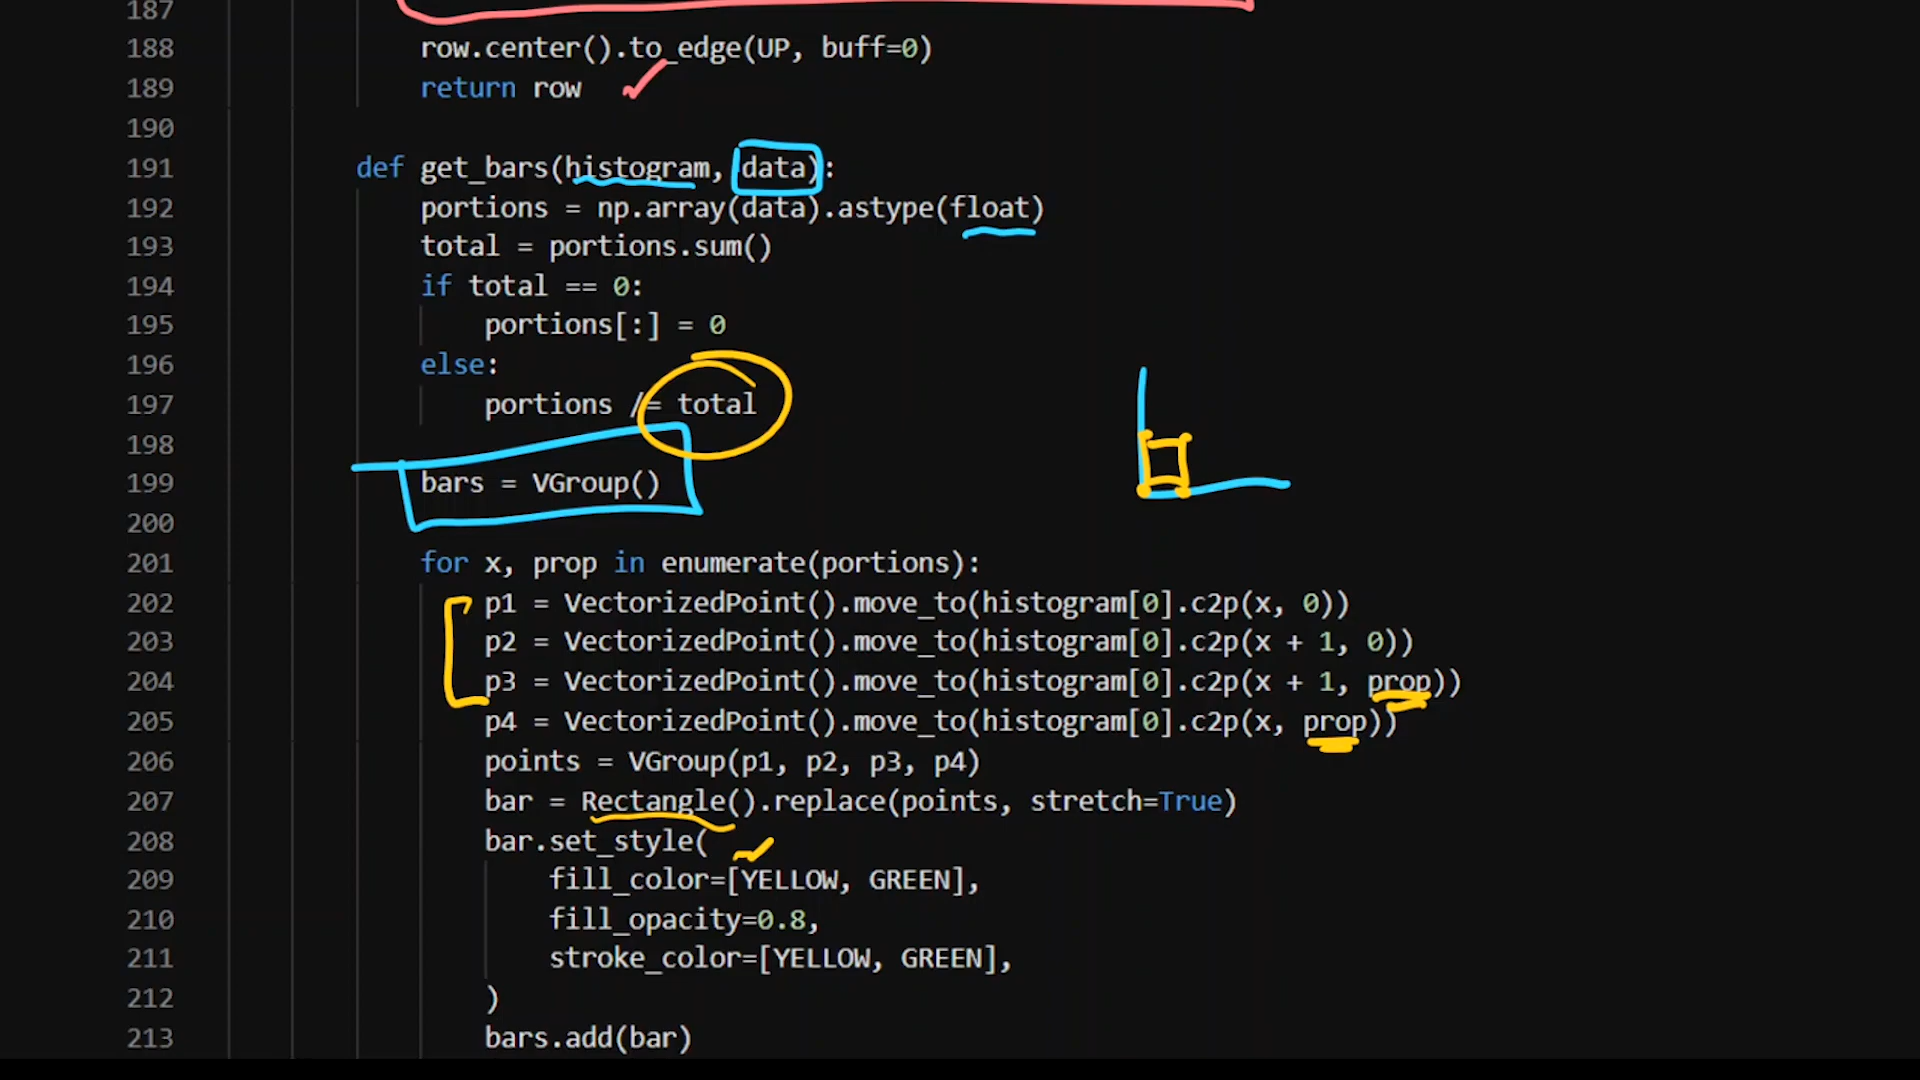 187
188 row.center().to_edge(UP, buff=0)
189 return row
190
191 def get_bars(histogram, data):
192 portions = np.array(data).astype(float)
193 total = portions.sum()
194 if total == 0:
195 portions[:] = 0
196 else:
197 portions /= total
198
199 bars = VGroup()
200
201 for x, prop in enumerate(portions):
202 p1 = VectorizedPoint().move_to(histogram[0].c2p(x, 0))
203 p2 = VectorizedPoint().move_to(histogram[0].c2p(x + 1, 0))
204 p3 = VectorizedPoint().move_to(histogram[0].c2p(x + 1, prop))
205 p4 = VectorizedPoint().move_to(histogram[0].c2p(x, prop))
206 points = VGroup(p1, p2, p3, p4)
207 bar = Rectangle().replace(points, stretch=True)
208 bar.set_style(
209 fill_color=[YELLOW, GREEN],
210 fill_opacity=0.8,
211 stroke_color=[YELLOW, GREEN],
212 )
213 bars.add(bar)